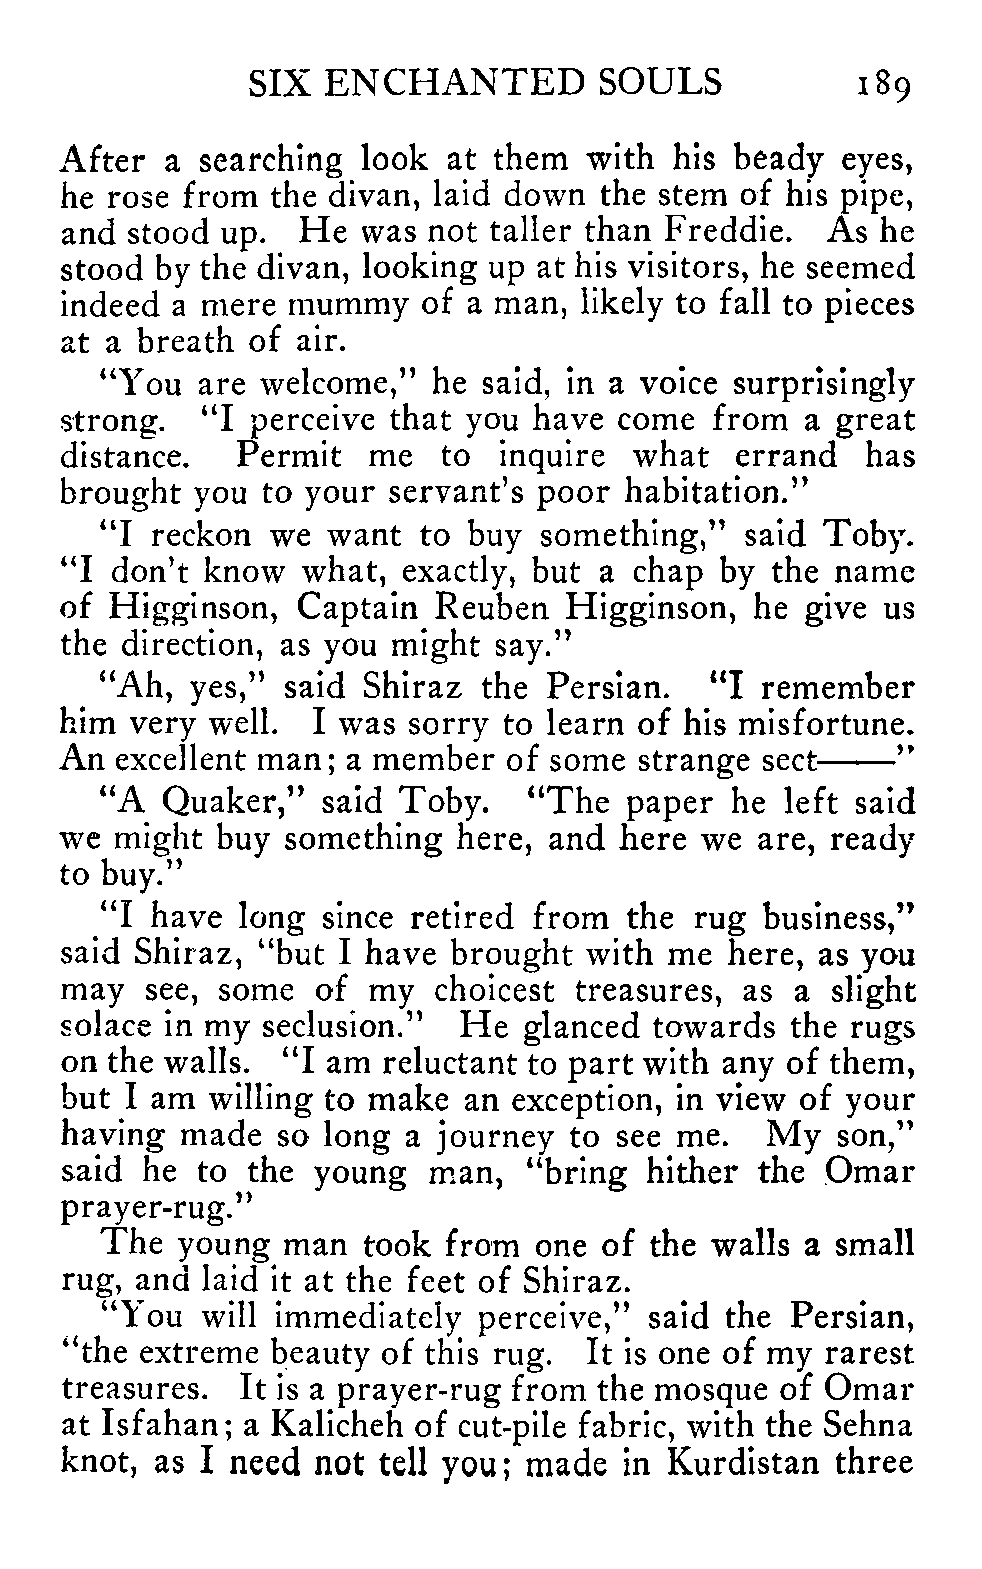 SIX ENCHANTED SOULS 189
After a searching look at them with his beady eyes,
he rose from the divan, laid down the stem of his pipe,
and stood up. He was not taller than Freddie. As he
stood by the divan, looking up at his visitors, he seemed
indeed a mere mummy of a man, likely to fall to pieces
at a breath of air.
"You are welcome," he said, in a voice surprisingly
strong. "I perceive that you have come from a great
distance. Permit me to inquire what errand has
brought you to your servant's poor habitation."
"I reckon we want to buy something," said Toby.
"I don't know what, exactly, but a chap by the name
of Higginson, Captain Reuben Higginson, he give us
the direction, as you might say."
"Ah, yes," said Shiraz the Persian. "I remember
him very well. I was sorry to learn of his misfortune.
An excellent man; a member of some strange sect——"
"A Quaker," said Toby. "The paper he left said
we might buy something here, and here we are, ready
to buy."
"I have long since retired from the rug business,"
said Shiraz, "but I have brought with me here, as you
may see, some of my choicest treasures, as a slight
solace in my seclusion." He glanced towards the rugs
on the walls. "I am reluctant to part with any of them,
but I am willing to make an exception, in view of your
having made so long a journey to see me. My son,"
said he to the young man, "bring hither the Omar
prayer-rug."
The young man took from one of the walls a small
rug, and laid it at the feet of Shiraz.
"You will immediately perceive," said the Persian,
"the extreme beauty of this rug. It is one of my rarest
treasures. It is a prayer-rug from the mosque of Omar
at Isfahan; a Kalicheh of cut-pile fabric, with the Sehna
knot, as I need not tell you; made in Kurdistan three